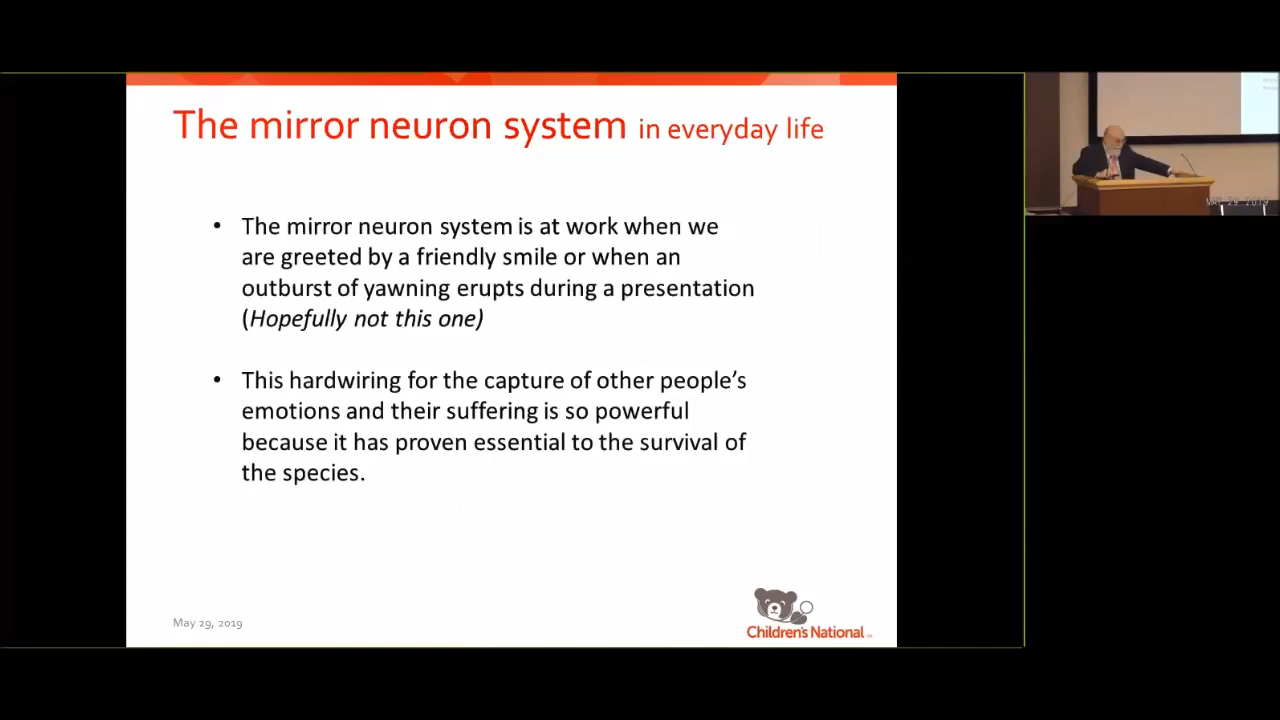 The mirror neuron system in everyday life
• The mirror neuron system is at work when we
are greeted by a friendly smile or when an
outburst of yawning erupts during a presentation
(Hopefully not this one)
• This hardwiring for the capture of other people's
emotions and their suffering is so powerful
because it has proven essential to the survival of
the species.
May 29, 2019
Children's National
MAY 29 2019